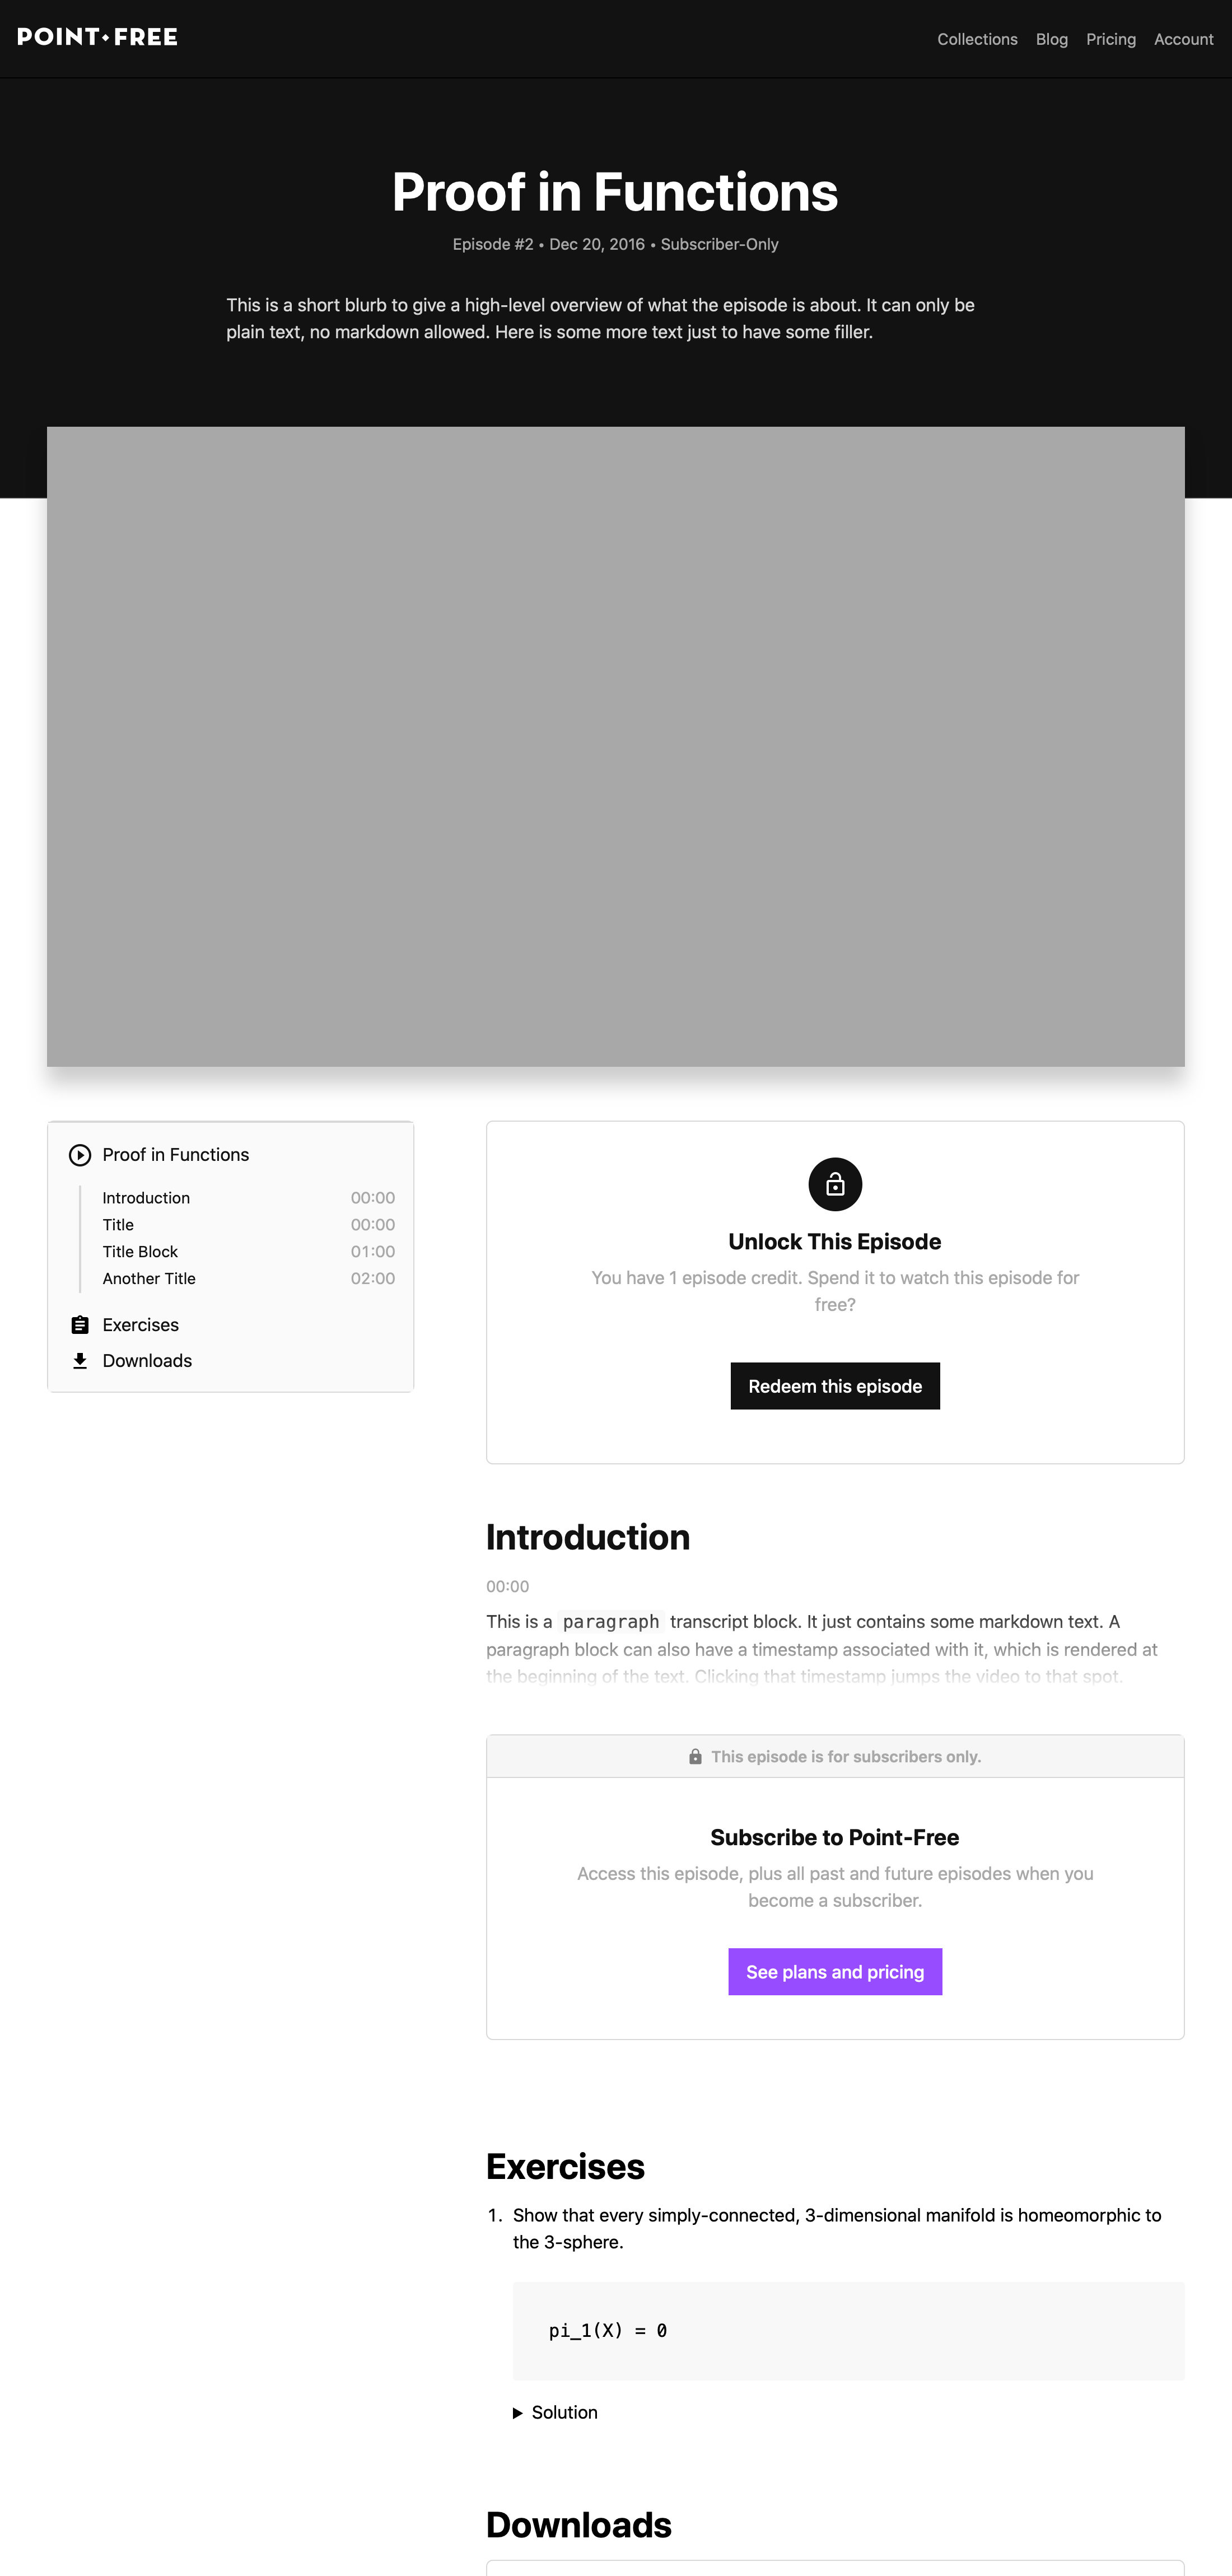 POINT•FREE
Collections Blog Pricing Account
Proof in Functions
Episode #2 • Dec 20, 2016 • Subscriber-Only
This is a short blurb to give a high-level overview of what the episode is about. It can only be
plain text, no markdown allowed. Here is some more text just to have some filler.
Proof in Functions
Introduction 00:00
Title 00:00
Title Block 01:00
Another Title 02:00
Exercises
Downloads
Unlock This Episode
You have 1 episode credit. Spend it to watch this episode for
free?
Redeem this episode
Introduction
00:00
This is a paragraph transcript block. It just contains some markdown text. A
paragraph block can also have a timestamp associated with it, which is rendered at
the beginning of the text. Clicking that timestamp jumps the video to that spot.
This episode is for subscribers only.
Subscribe to Point-Free
Access this episode, plus all past and future episodes when you
become a subscriber.
See plans and pricing
Exercises
1. Show that every simply-connected, 3-dimensional manifold is homeomorphic to
the 3-sphere.
pi_1(X) = 0
Solution
Downloads